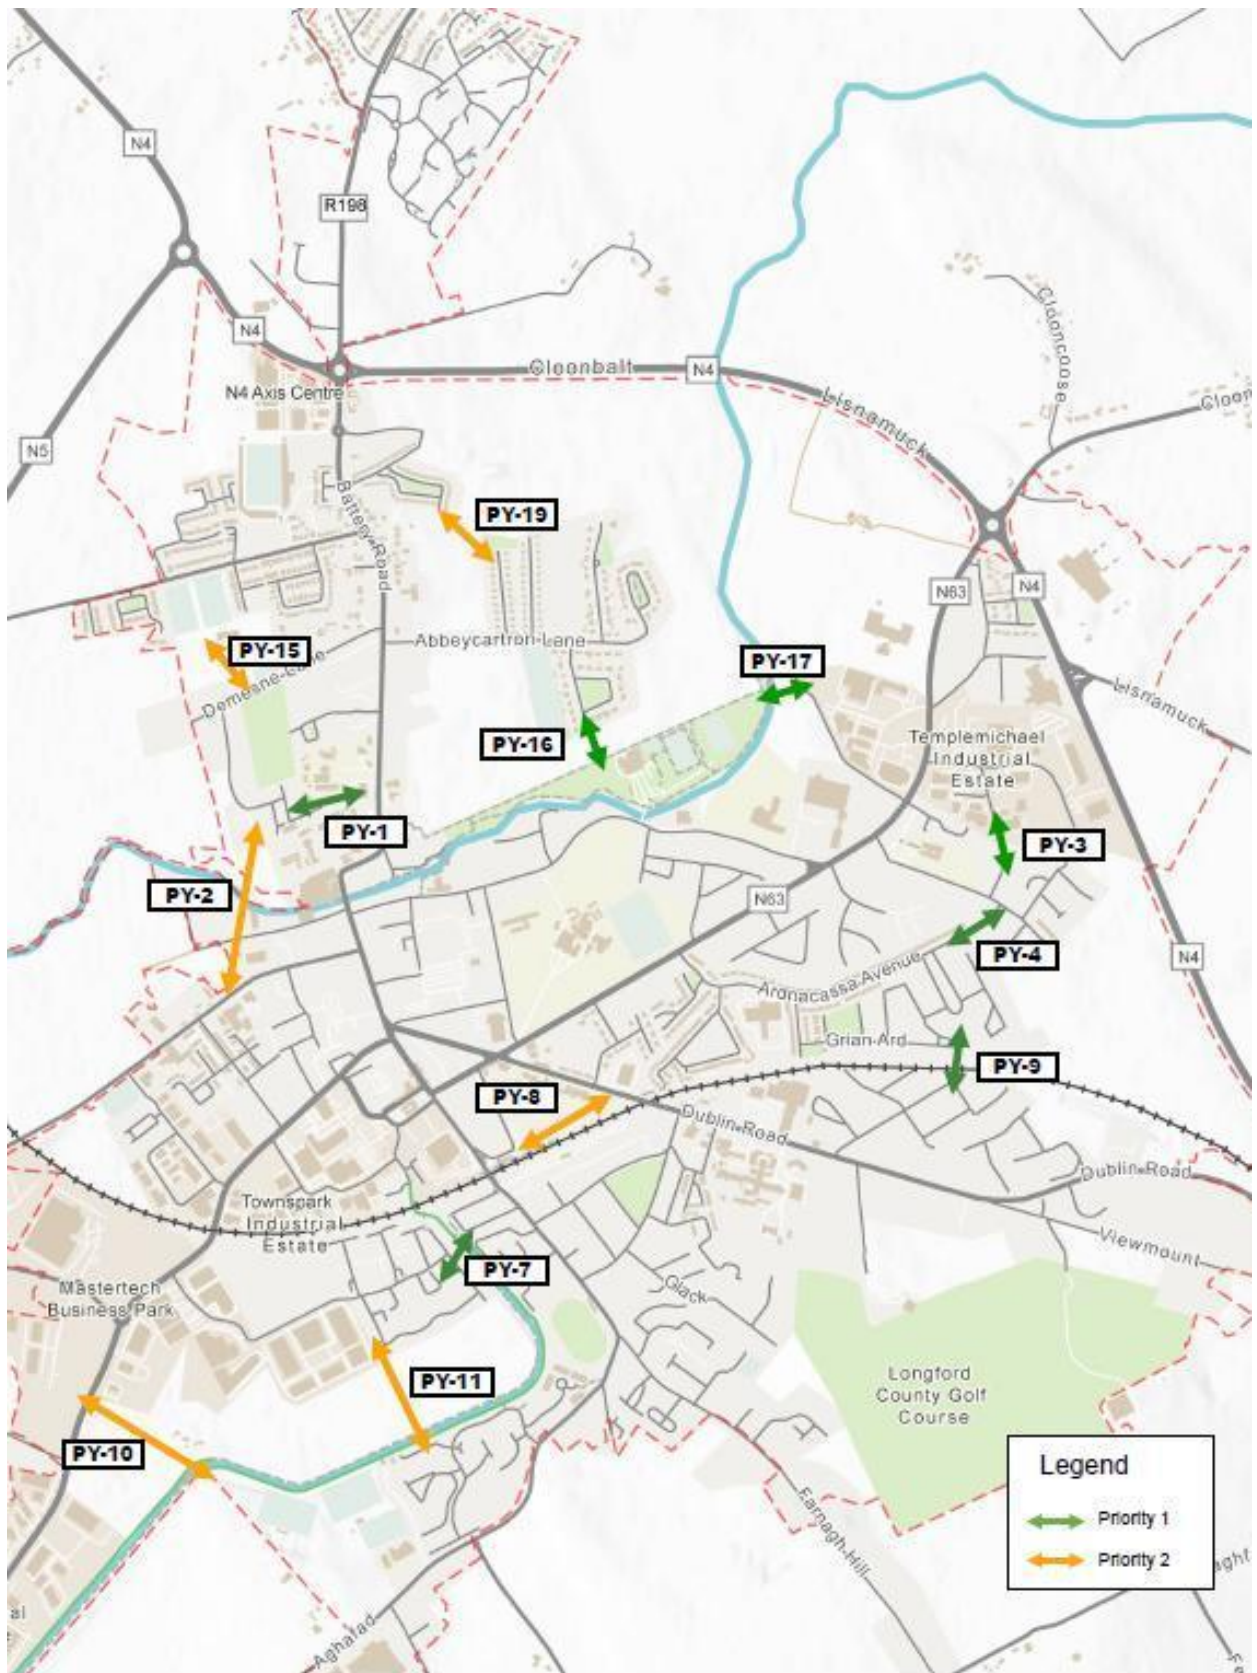 N4
R198
N4
N4 Axis Centre
Cloonbalt
N4
Clooncose
Lisnamuck
Cloon
N5
Battery Road
PY-19
N63
N4
Abbeycartron Lane
PY-15
PY-17
Demesne Lane
Lisnamuck
PY-16
Templemichael
Industrial
Estate
PY-1
PY-3
PY-2
N63
PY-4
N4
Ardnacassa Avenue
Grian Ard
PY-9
PY-8
Dublin Road
Dublin Road
Townspark
Industrial
Estate
Viewmount
PY-7
Mastertech
Business Park
Glack
PY-11
Longford
County Golf
Course
PY-10
Legend
Priority 1
Priority 2
Farnagh Hill
aght
al
Aghafad